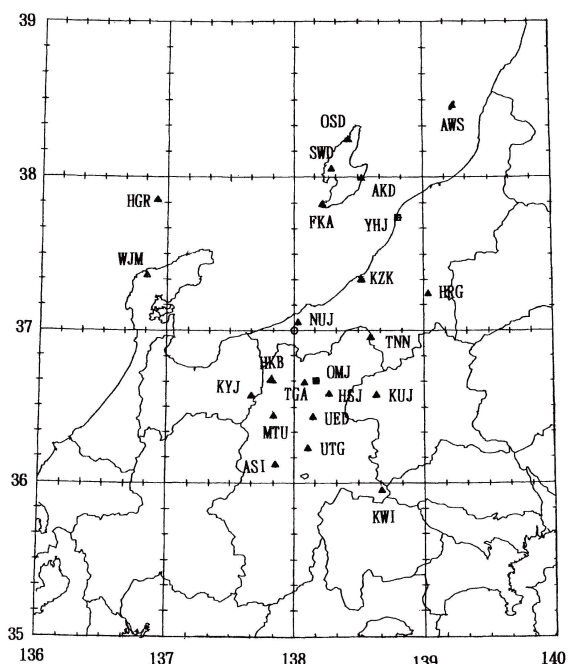 39
OSD
AWS
SWD
38
AKD
HGR
FKA
YHJ
WJM
KZK
HRG
NUJ
37
TNN
HKB
OMJ
KYJ
TGA
HSJ
KUJ
MTU
UED
UTG
ASI
36
KWI
35
136
137
138
139
140